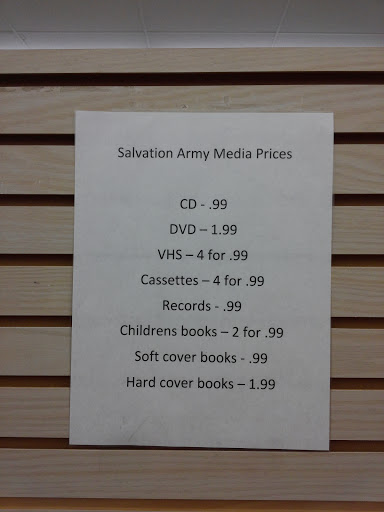 Salvation Army Media Prices
CD - .99
DVD – 1.99
VHS – 4 for .99
Cassettes – 4 for .99
Records - .99
Childrens books – 2 for .99
Soft cover books - .99
Hard cover books – 1.99